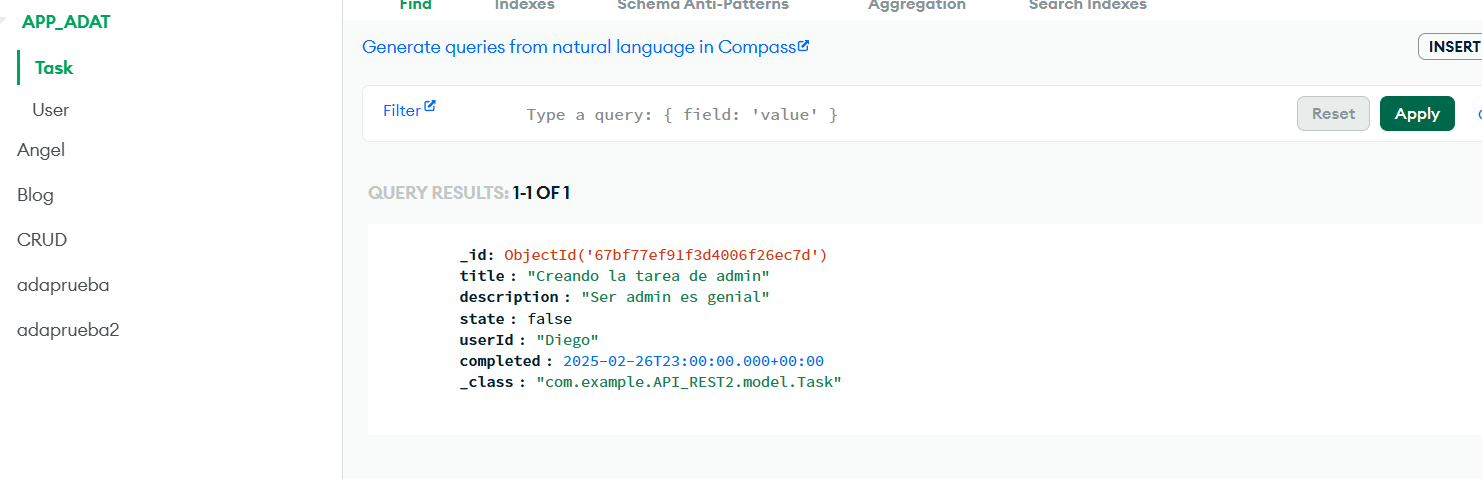 APP_ADAT
Task
User
Angel
Blog
CRUD
adaprueba
adaprueba2
Find Indexes Schema Anti-Patterns Aggregation Search Indexes
Generate queries from natural language in Compass
INSERT
Filter Type a query: { field: 'value' } Reset Apply
QUERY RESULTS: 1-1 OF 1
_id: ObjectId('67bf77ef91f3d4006f26ec7d')
title : "Creando la tarea de admin"
description : "Ser admin es genial"
state : false
userId : "Diego"
completed : 2025-02-26T23:00:00.000+00:00
_class : "com.example.API_REST2.model.Task"